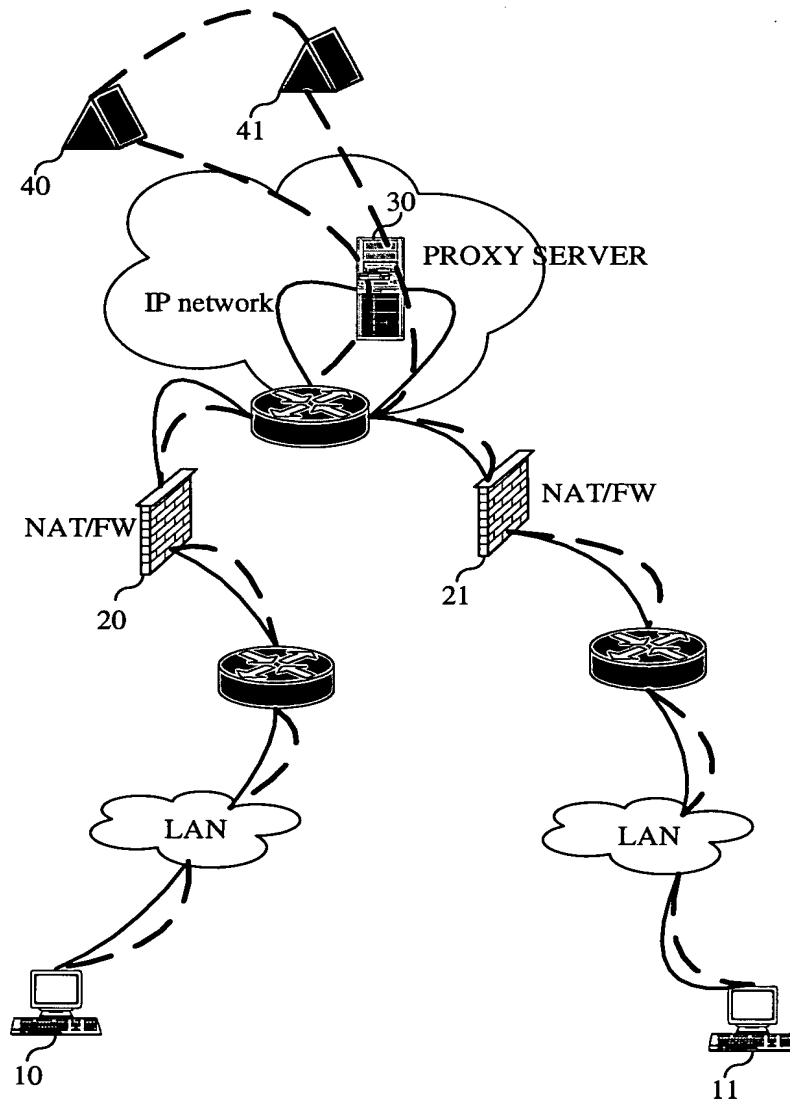 41
40
30
PROXY SERVER
IP network
NAT/FW
NAT/FW
20
21
LAN
LAN
10
11